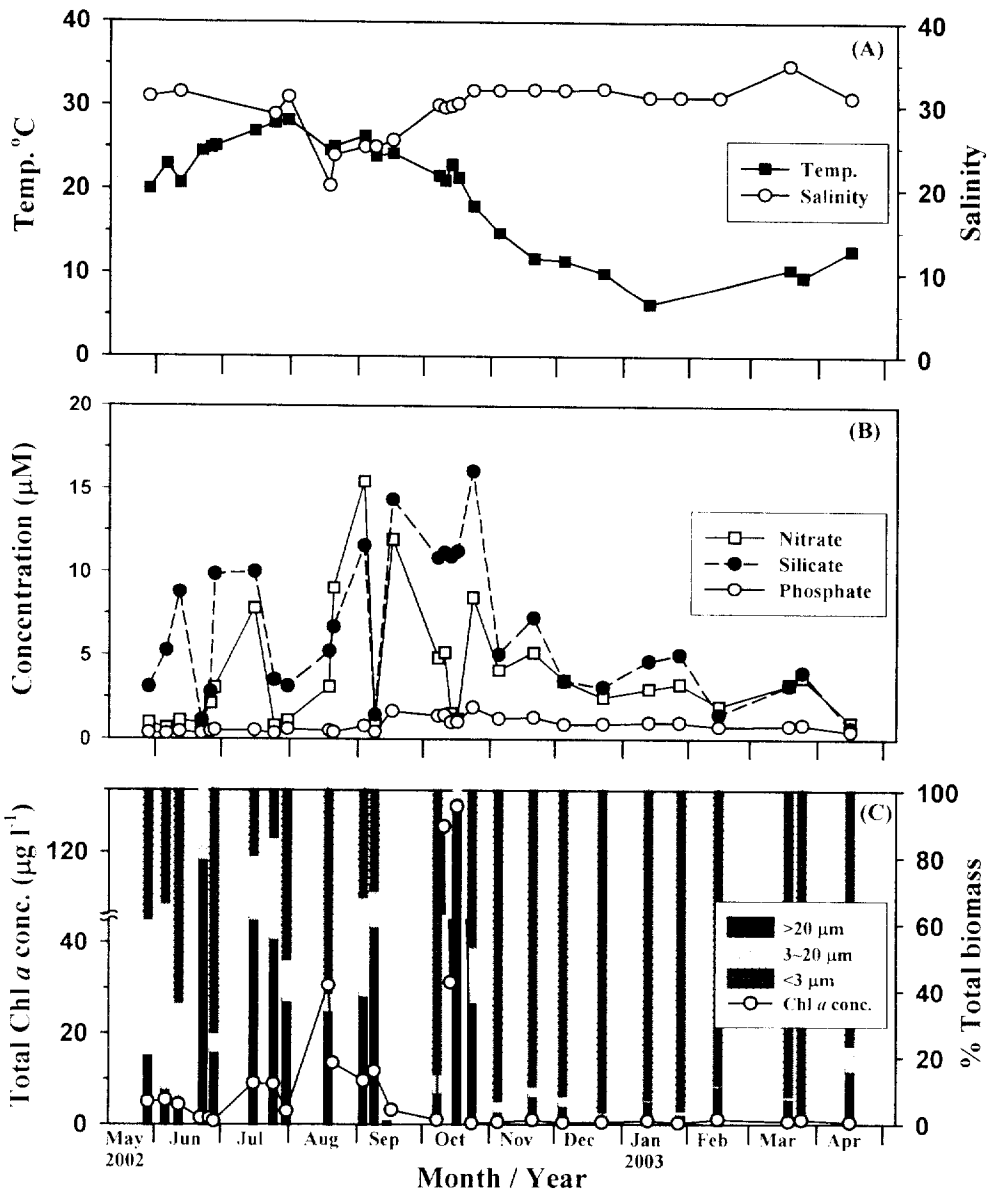 (A)
Temp. °C
Salinity
40
30
20
10
0
40
30
20
10
0
Temp.
Salinity
(B)
Concentration (μM)
20
15
10
5
0
Nitrate
Silicate
Phosphate
(C)
Total Chl a conc. (μg l⁻¹)
% Total biomass
120
40
20
0
100
80
60
40
20
0
>20 μm
3~20 μm
<3 μm
Chl a conc.
May Jun Jul Aug Sep Oct Nov Dec Jan Feb Mar Apr
2002 2003
Month / Year